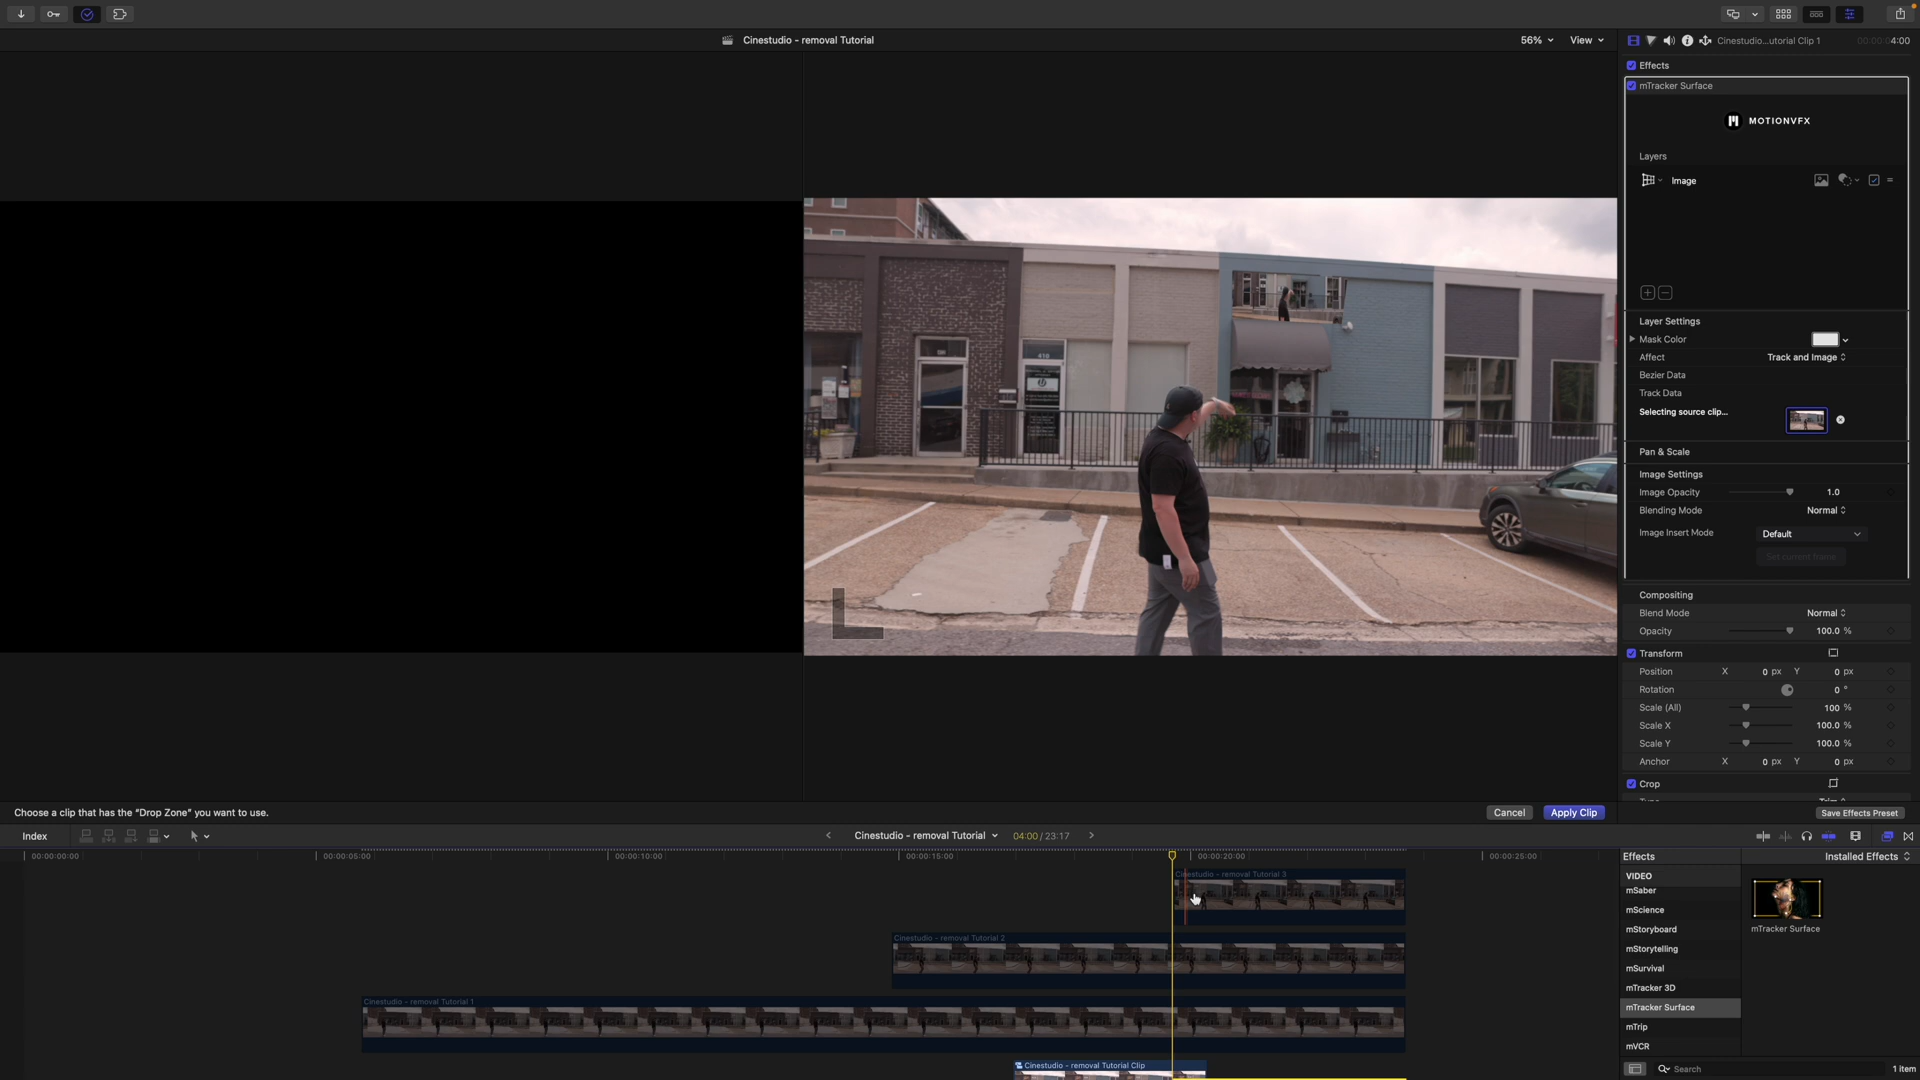 Cinestudio - removal Tutorial
56%
View
Cinestudio...utorial Clip 1
00:00:04:00
Effects
mTracker Surface
MOTIONVFX
Layers
Image
Layer Settings
Mask Color
Affect
Track and Image
Bezier Data
Track Data
Selecting source clip...
Pan & Scale
Image Settings
Image Opacity
1.0
Blending Mode
Normal
Image Insert Mode
Default
Set current frame
Compositing
Blend Mode
Normal
Opacity
100.0 %
Transform
Position X 0 px Y 0 px
Rotation 0 °
Scale (All) 100 %
Scale X 100.0 %
Scale Y 100.0 %
Anchor X 0 px Y 0 px
Crop
Save Effects Preset
416
Choose a clip that has the “Drop Zone” you want to use.
Cancel
Apply Clip
Index
Cinestudio - removal Tutorial
04:00 / 23:17
00:00:00:00
00:00:05:00
00:00:10:00
00:00:15:00
00:00:20:00
00:00:25:00
Cinestudio - removal Tutorial 3
Cinestudio - removal Tutorial 2
Cinestudio - removal Tutorial 1
Cinestudio - removal Tutorial Clip
Effects
Installed Effects
VIDEO
mSaber
mScience
mStoryboard
mStorytelling
mSurvival
mTracker 3D
mTracker Surface
mTrip
mVCR
mTracker Surface
Search
1 item